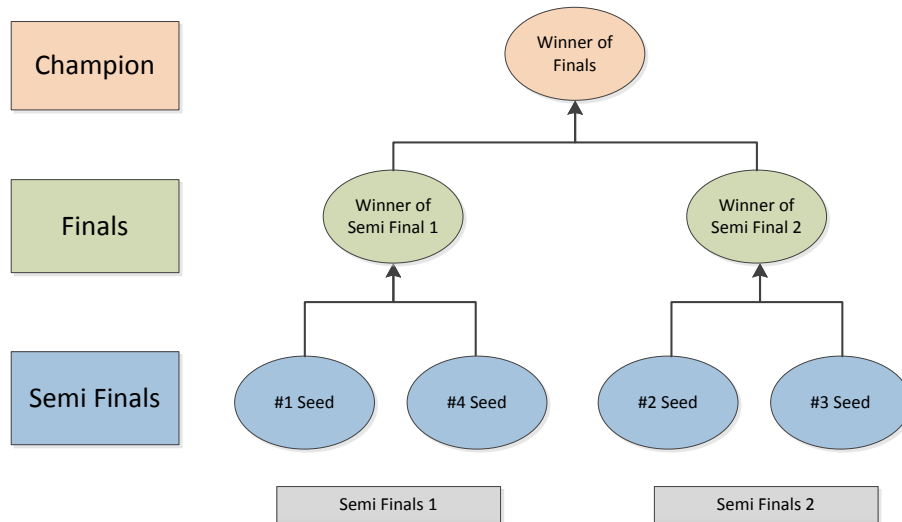 Champion
Winner of
Finals
Finals
Winner of
Semi Final 1
Winner of
Semi Final 2
Semi Finals
#1 Seed
#4 Seed
#2 Seed
#3 Seed
Semi Finals 1
Semi Finals 2